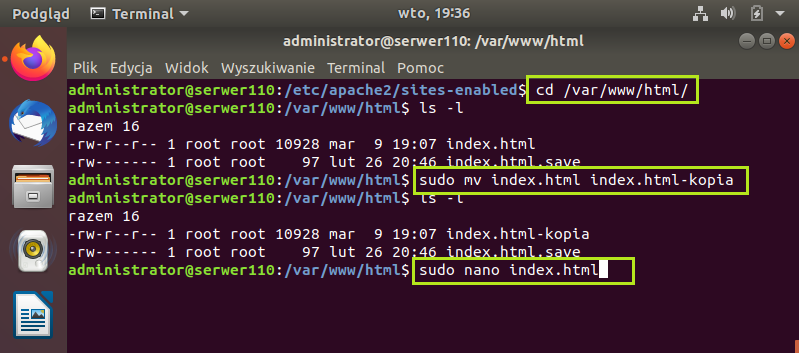 Podgląd Terminal wto, 19:36
administrator@serwer110: /var/www/html
Plik Edycja Widok Wyszukiwanie Terminal Pomoc
administrator@serwer110:/etc/apache2/sites-enabled$ cd /var/www/html/
administrator@serwer110:/var/www/html$ ls -l
razem 16
-rw-r--r-- 1 root root 10928 mar  9 19:07 index.html
-rw------- 1 root root    97 lut 26 20:46 index.html.save
administrator@serwer110:/var/www/html$ sudo mv index.html index.html-kopia
administrator@serwer110:/var/www/html$ ls -l
razem 16
-rw-r--r-- 1 root root 10928 mar  9 19:07 index.html-kopia
-rw------- 1 root root    97 lut 26 20:46 index.html.save
administrator@serwer110:/var/www/html$ sudo nano index.html